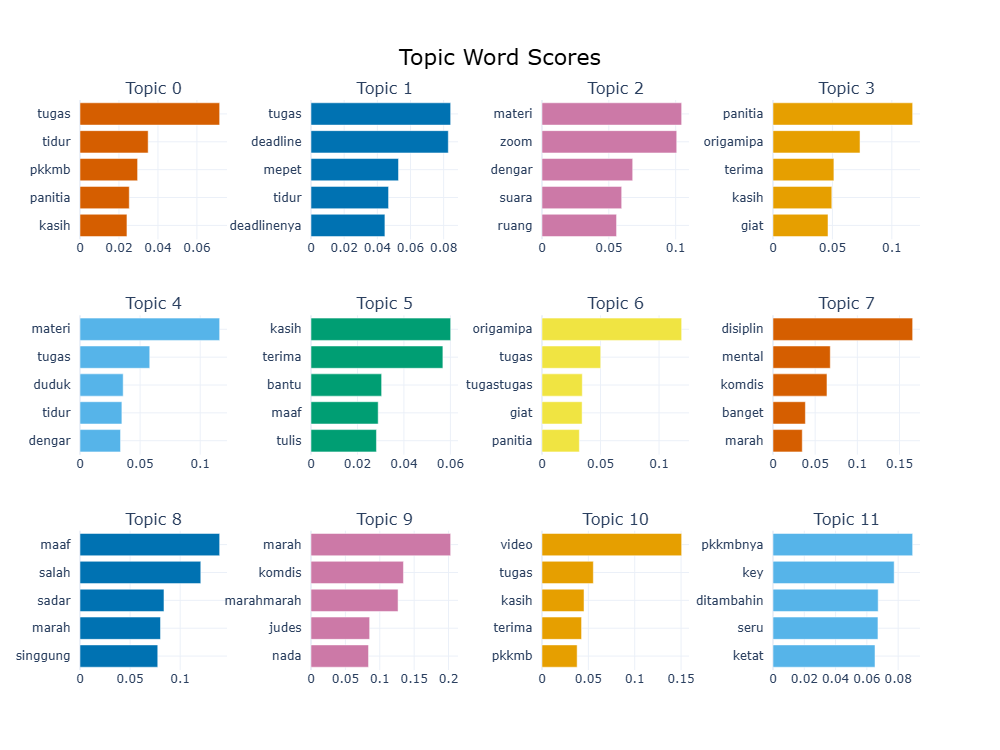 Topic Word Scores
Topic 0
tugas
tidur
pkkmb
panitia
kasih
0 0.02 0.04 0.06
Topic 1
tugas
deadline
mepet
tidur
deadlinenya
0 0.02 0.04 0.06 0.08
Topic 2
materi
zoom
dengar
suara
ruang
0 0.05 0.1
Topic 3
panitia
origamipa
terima
kasih
giat
0 0.05 0.1
Topic 4
materi
tugas
duduk
tidur
dengar
0 0.05 0.1
Topic 5
kasih
terima
bantu
maaf
tulis
0 0.02 0.04 0.06
Topic 6
origamipa
tugas
tugastugas
giat
panitia
0 0.05 0.1
Topic 7
disiplin
mental
komdis
banget
marah
0 0.05 0.1 0.15
Topic 8
maaf
salah
sadar
marah
singgung
0 0.05 0.1
Topic 9
marah
komdis
marahmarah
judes
nada
0 0.05 0.1 0.15 0.2
Topic 10
video
tugas
kasih
terima
pkkmb
0 0.05 0.1 0.15
Topic 11
pkkmbnya
key
ditambahin
seru
ketat
0 0.02 0.04 0.06 0.08